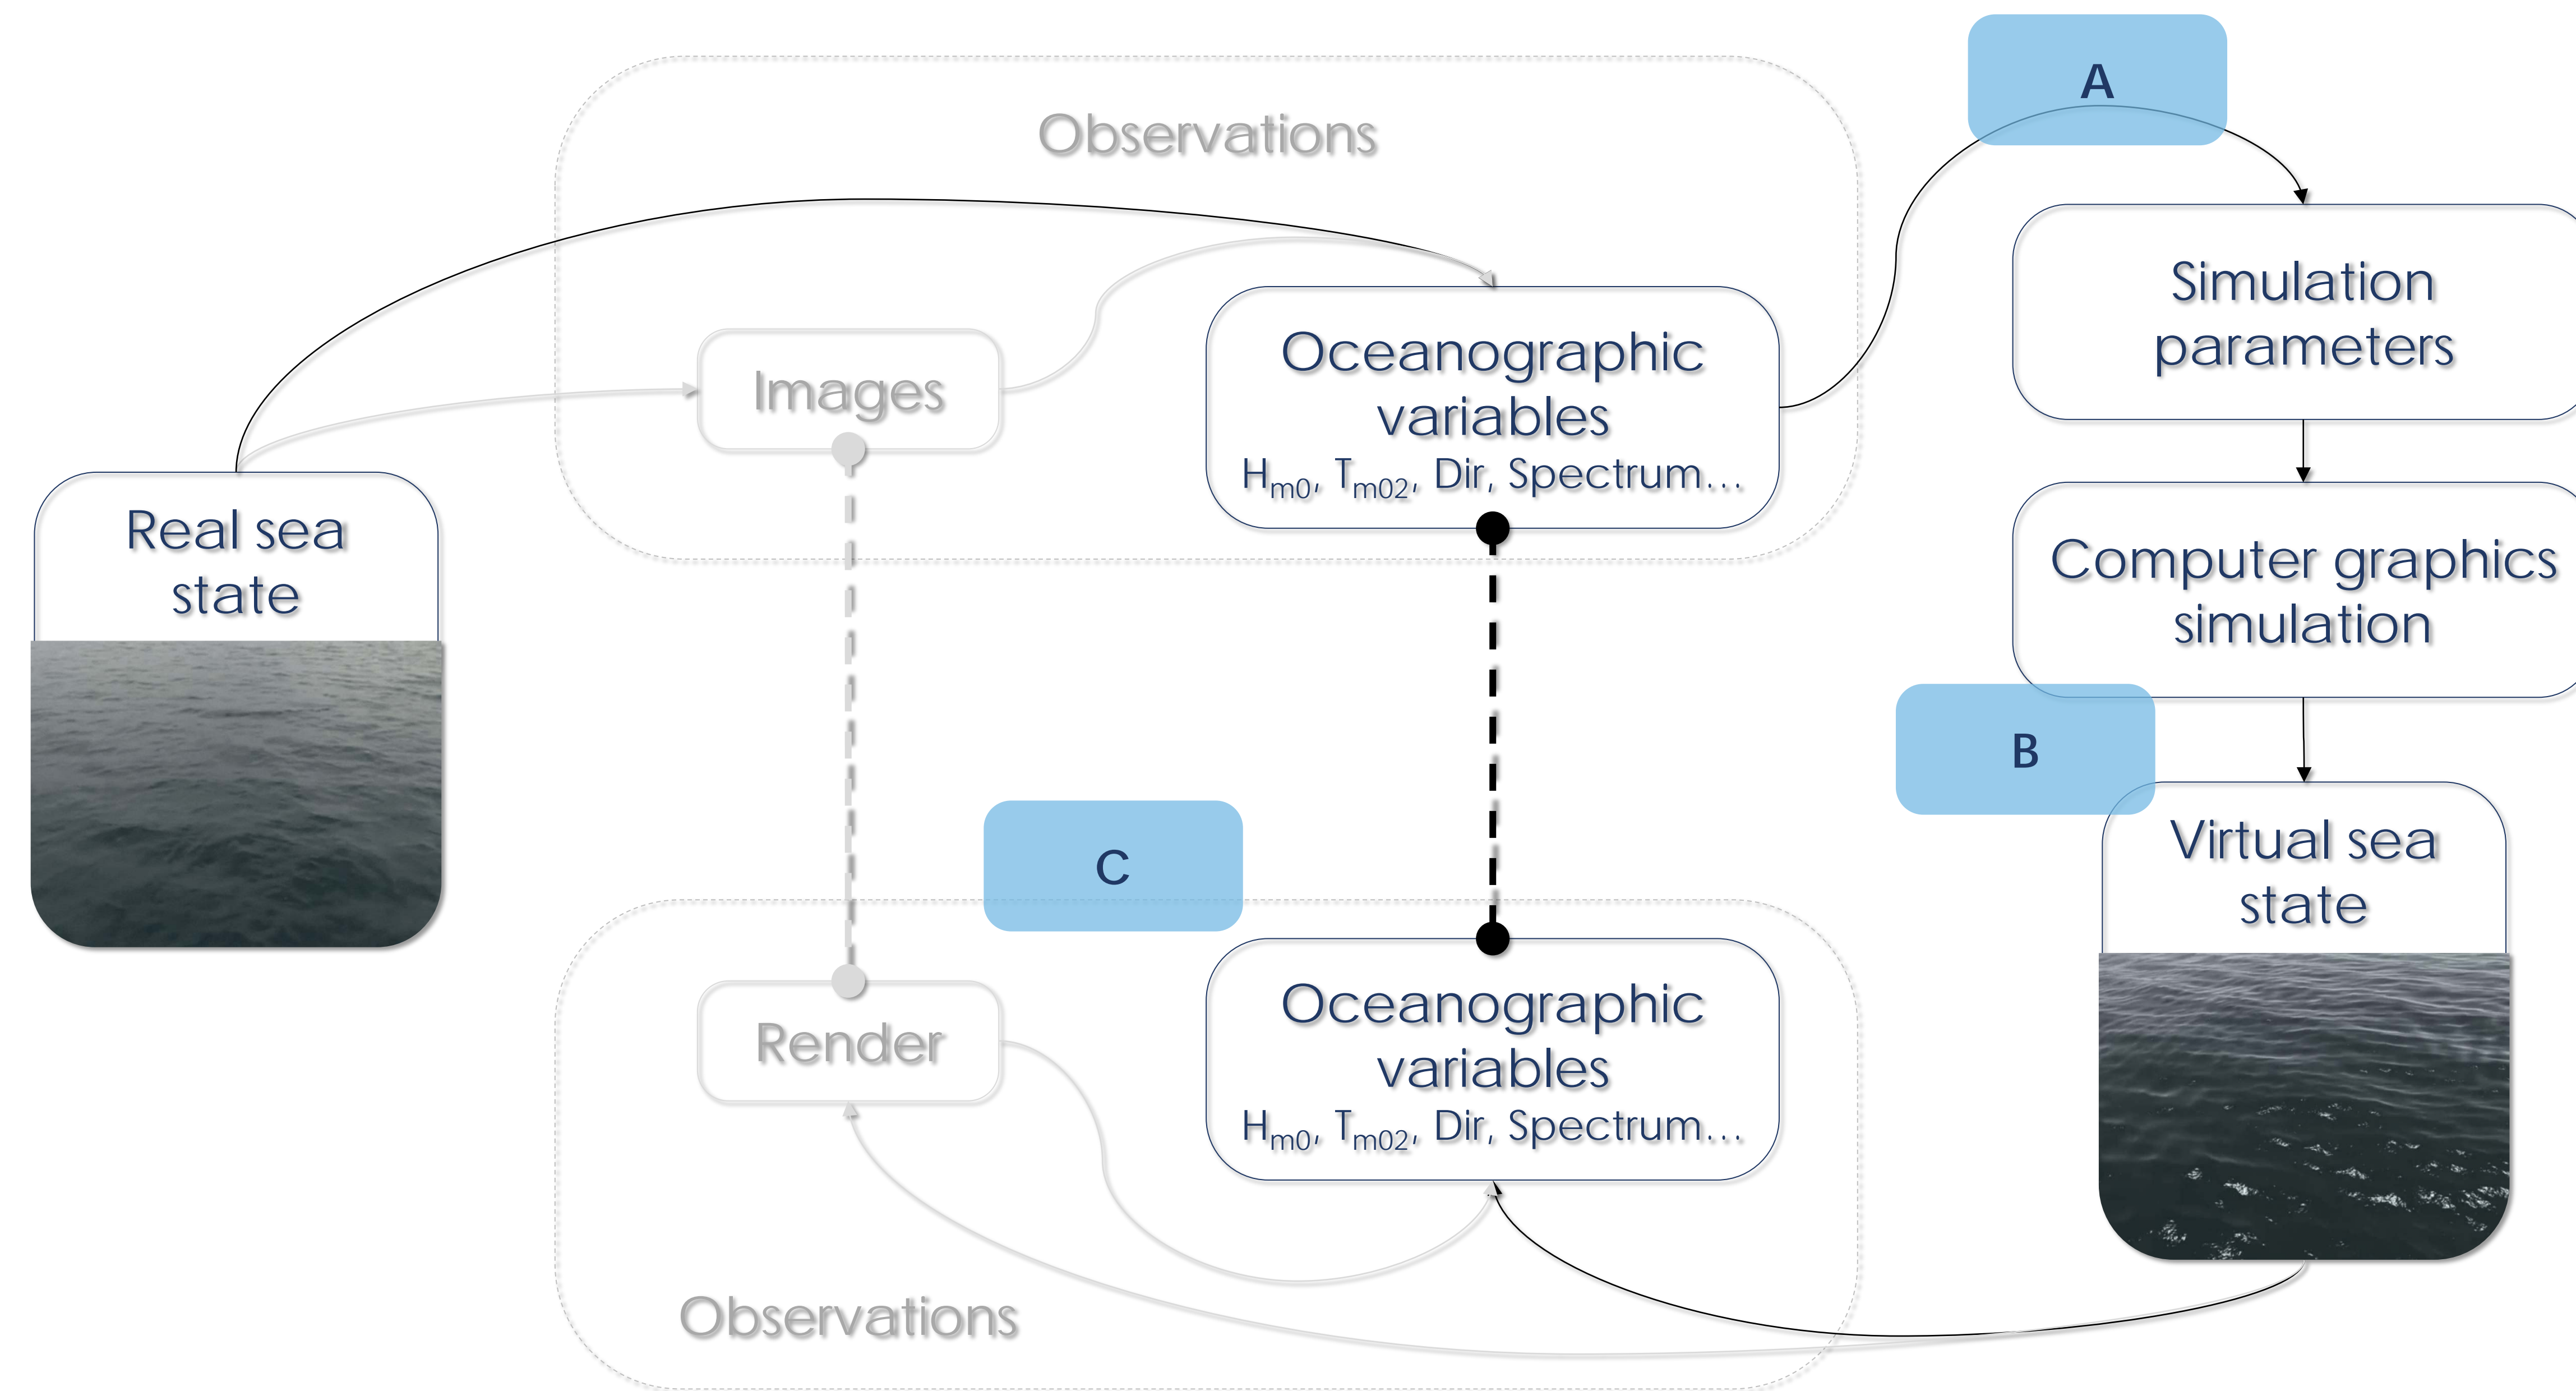 A
Observations
Simulation
parameters
Oceanographic
variables
Hm0, Tm02, Dir, Spectrum…
Images
Real sea
state
Computer graphics
simulation
B
C
Virtual sea
state
Render
Oceanographic
variables
Hm0, Tm02, Dir, Spectrum…
Observations